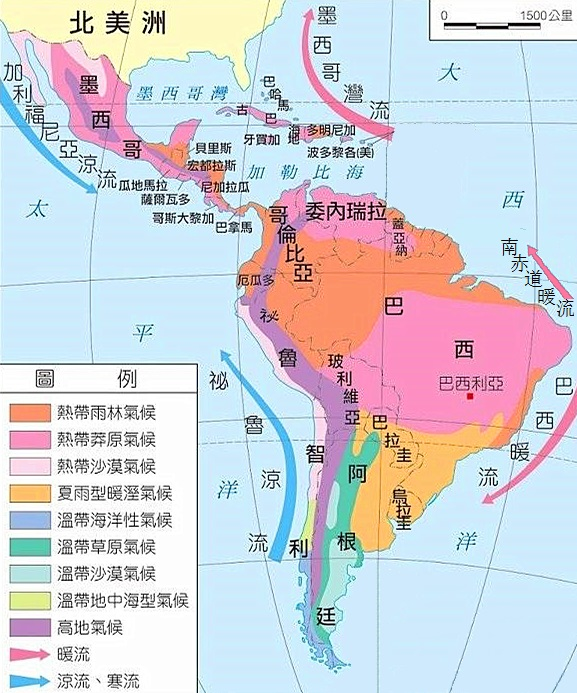 北美洲
0 1500公里
墨西哥灣流
大
西
洋
加利福尼亞涼流
墨西哥
墨西哥灣
巴哈馬
古巴
牙買加
海地
多明尼加
波多黎各(美)
貝里斯
宏都拉斯
加勒比海
瓜地馬拉
尼加拉瓜
薩爾瓦多
哥斯大黎加
巴拿馬
太
平
洋
哥倫比亞
委內瑞拉
蓋亞納
南赤道暖流
厄瓜多
祕魯
巴西
巴西利亞
玻利維亞
巴拉圭
巴西暖流
祕魯涼流
智利
阿根廷
烏拉圭
圖例
熱帶雨林氣候
熱帶莽原氣候
熱帶沙漠氣候
夏雨型暖溼氣候
溫帶海洋性氣候
溫帶草原氣候
溫帶沙漠氣候
溫帶地中海型氣候
高地氣候
暖流
涼流、寒流